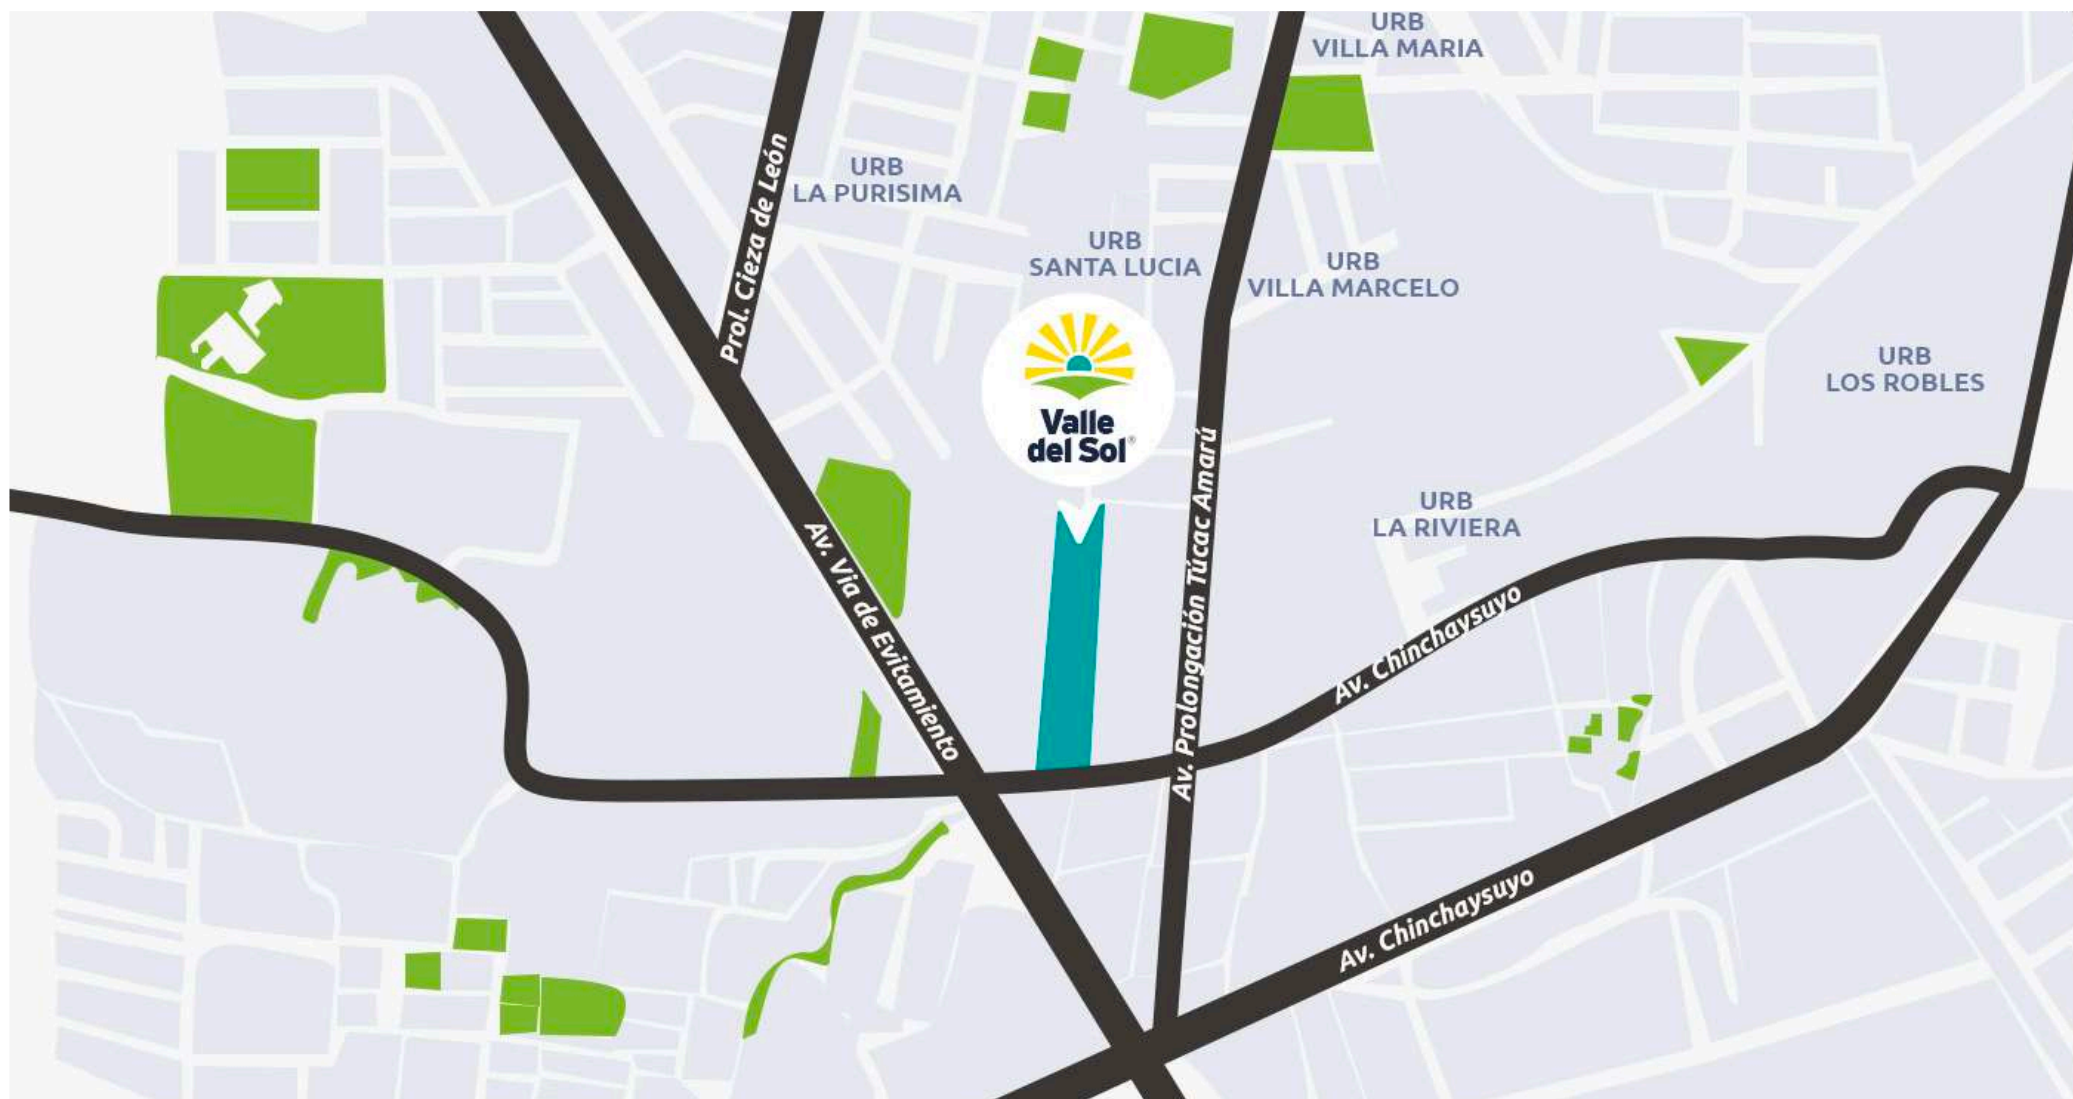 URB
VILLA MARIA
Prol. Cieza de León
URB
LA PURISIMA
URB
SANTA LUCIA
URB
VILLA MARCELO
URB
LOS ROBLES
Valle
del Sol®
URB
LA RIVIERA
Av. Via de Evitamiento
Av. Prolongación Túcac Amarú
Av. Chinchaysuyo
Av. Chinchaysuyo